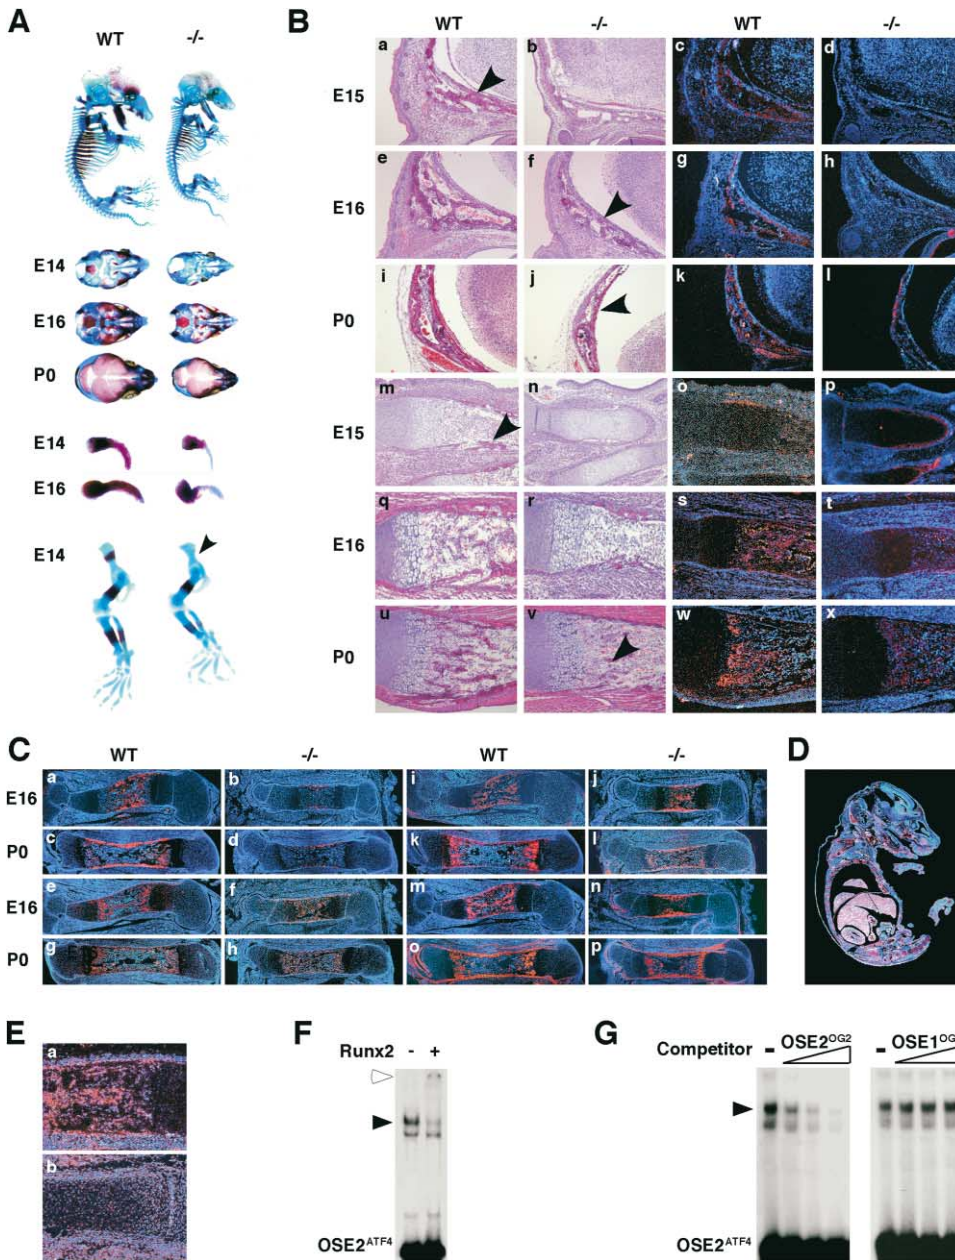 A
WT -/-
E14
E16
P0
E14
E16
E14
B
WT -/- WT -/-
a b c d
E15
e f g h
E16
i j k l
P0
m n o p
E15
q r s t
E16
u v w x
P0
C
WT -/- WT -/-
a b i j
E16
c d k l
P0
e f m n
E16
g h o p
P0
D
E
a
b
F
Runx2 - +
OSE2ATF4
G
Competitor - OSE2OG2 - OSE1OG
OSE2ATF4